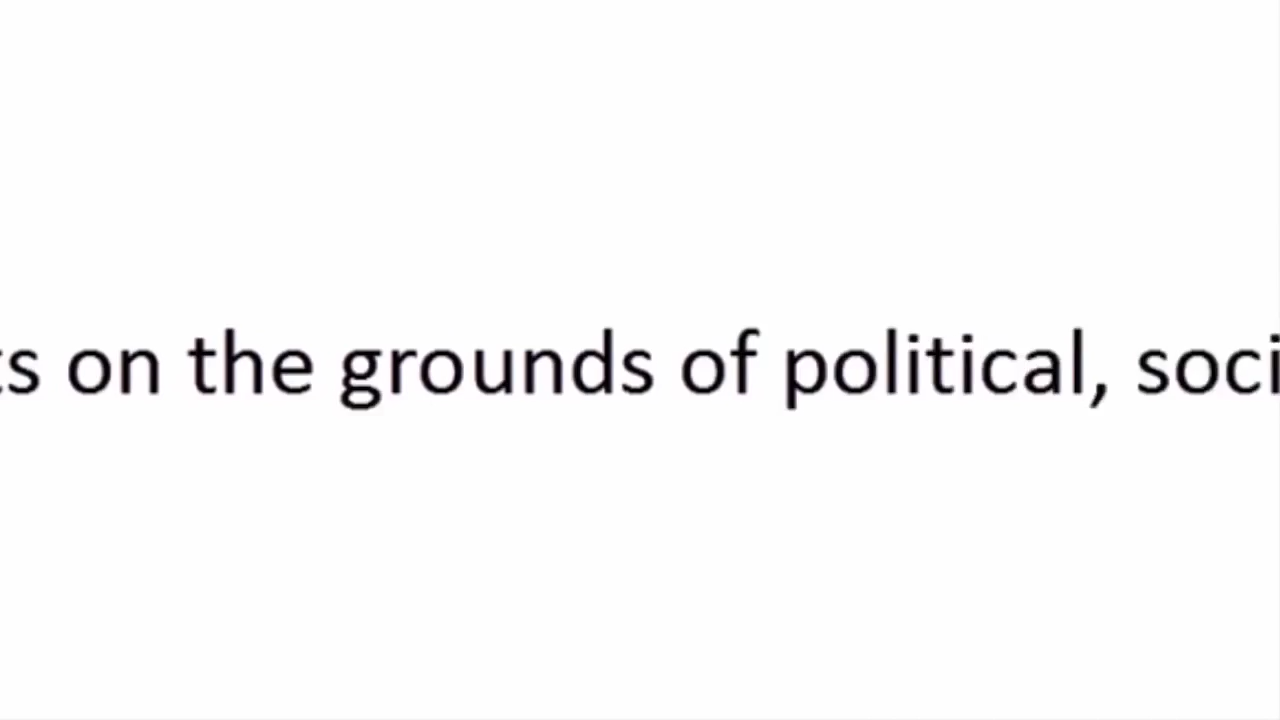 ts on the grounds of political, soci